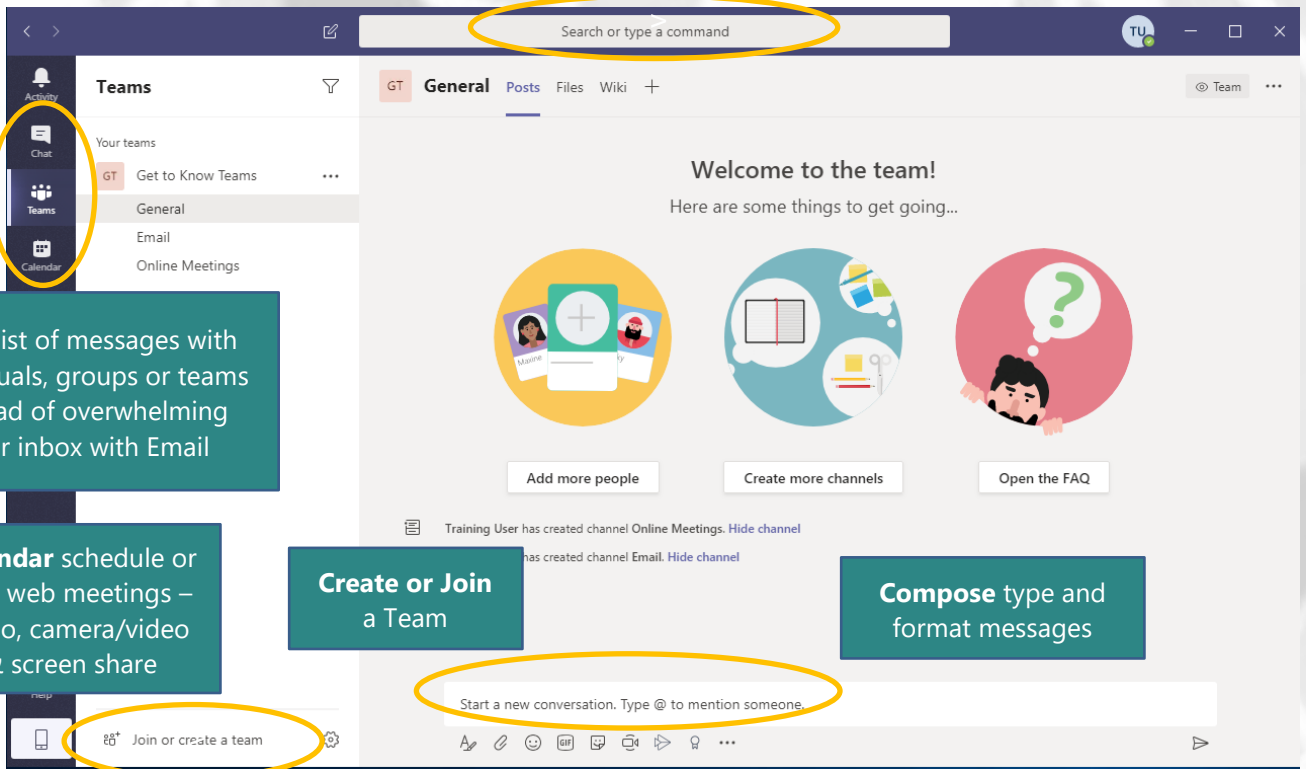 Search or type a command
>
TU
Activity
Chat
Teams
Calendar
Help
Teams
Your teams
GT Get to Know Teams
General
Email
Online Meetings
Join or create a team
GT General Posts Files Wiki
Team
Welcome to the team!
Here are some things to get going...
Maxine
Add more people
Create more channels
Open the FAQ
Training User has created channel Online Meetings. Hide channel
has created channel Email. Hide channel
Start a new conversation. Type @ to mention someone.
GIF
of messages with
groups or teams
of overwhelming
inbox with Email
schedule or
web meetings –
camera/video
screen share
Create or Join
a Team
Compose type and
format messages